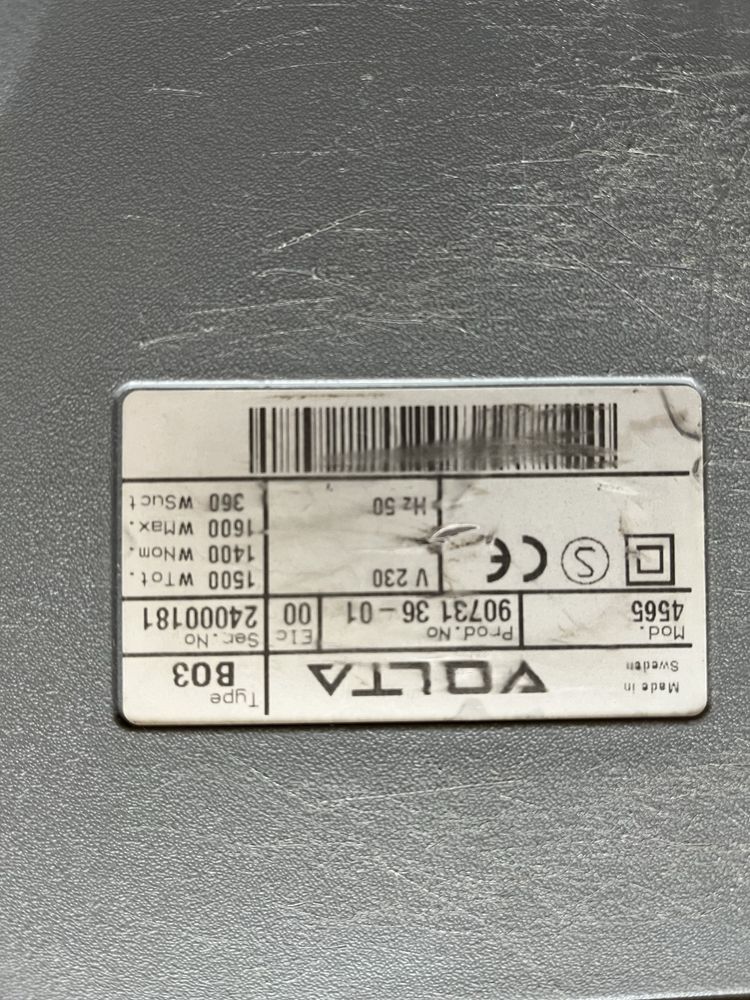 Made in
Sweden
VOLTA
Type
B03
Mod.
4565
Prod.No
90731 36-01
Elc
00
Ser.No
24000181
S
CE
V 230
Hz 50
1500 WTot.
1400 WNom.
1600 WMax.
360 WSuct